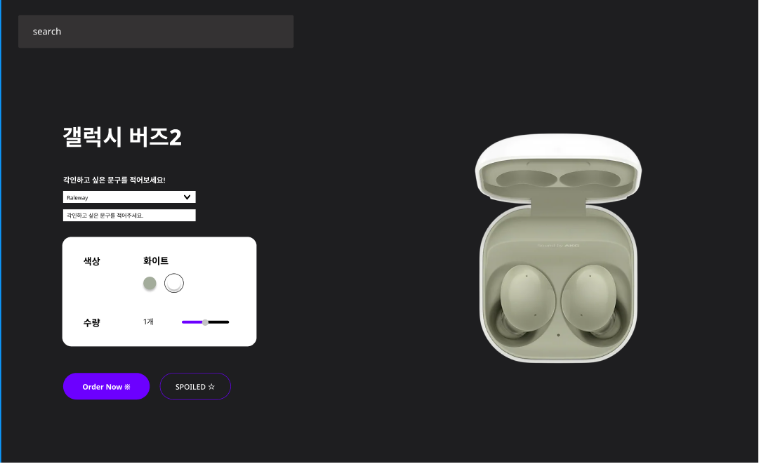 search
갤럭시 버즈2
각인하고 싶은 문구를 적어보세요!
Raleway
각인하고 싶은 문구를 적어주세요.
색상 화이트
수량 1개
Order Now ※
SPOILED ☆